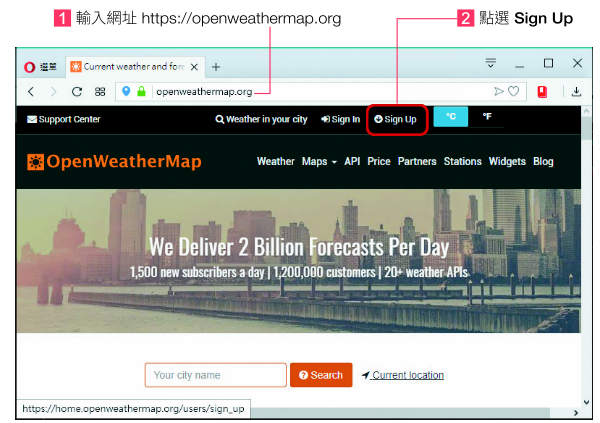 1 輸入網址 https://openweathermap.org
2 點選 Sign Up
選單
Current weather and fore
openweathermap.org
Support Center
Weather in your city
Sign In
Sign Up
°C
°F
OpenWeatherMap
Weather Maps API Price Partners Stations Widgets Blog
We Deliver 2 Billion Forecasts Per Day
1,500 new subscribers a day | 1,200,000 customers | 20+ weather APIs
Your city name
Search
Current location
https://home.openweathermap.org/users/sign_up